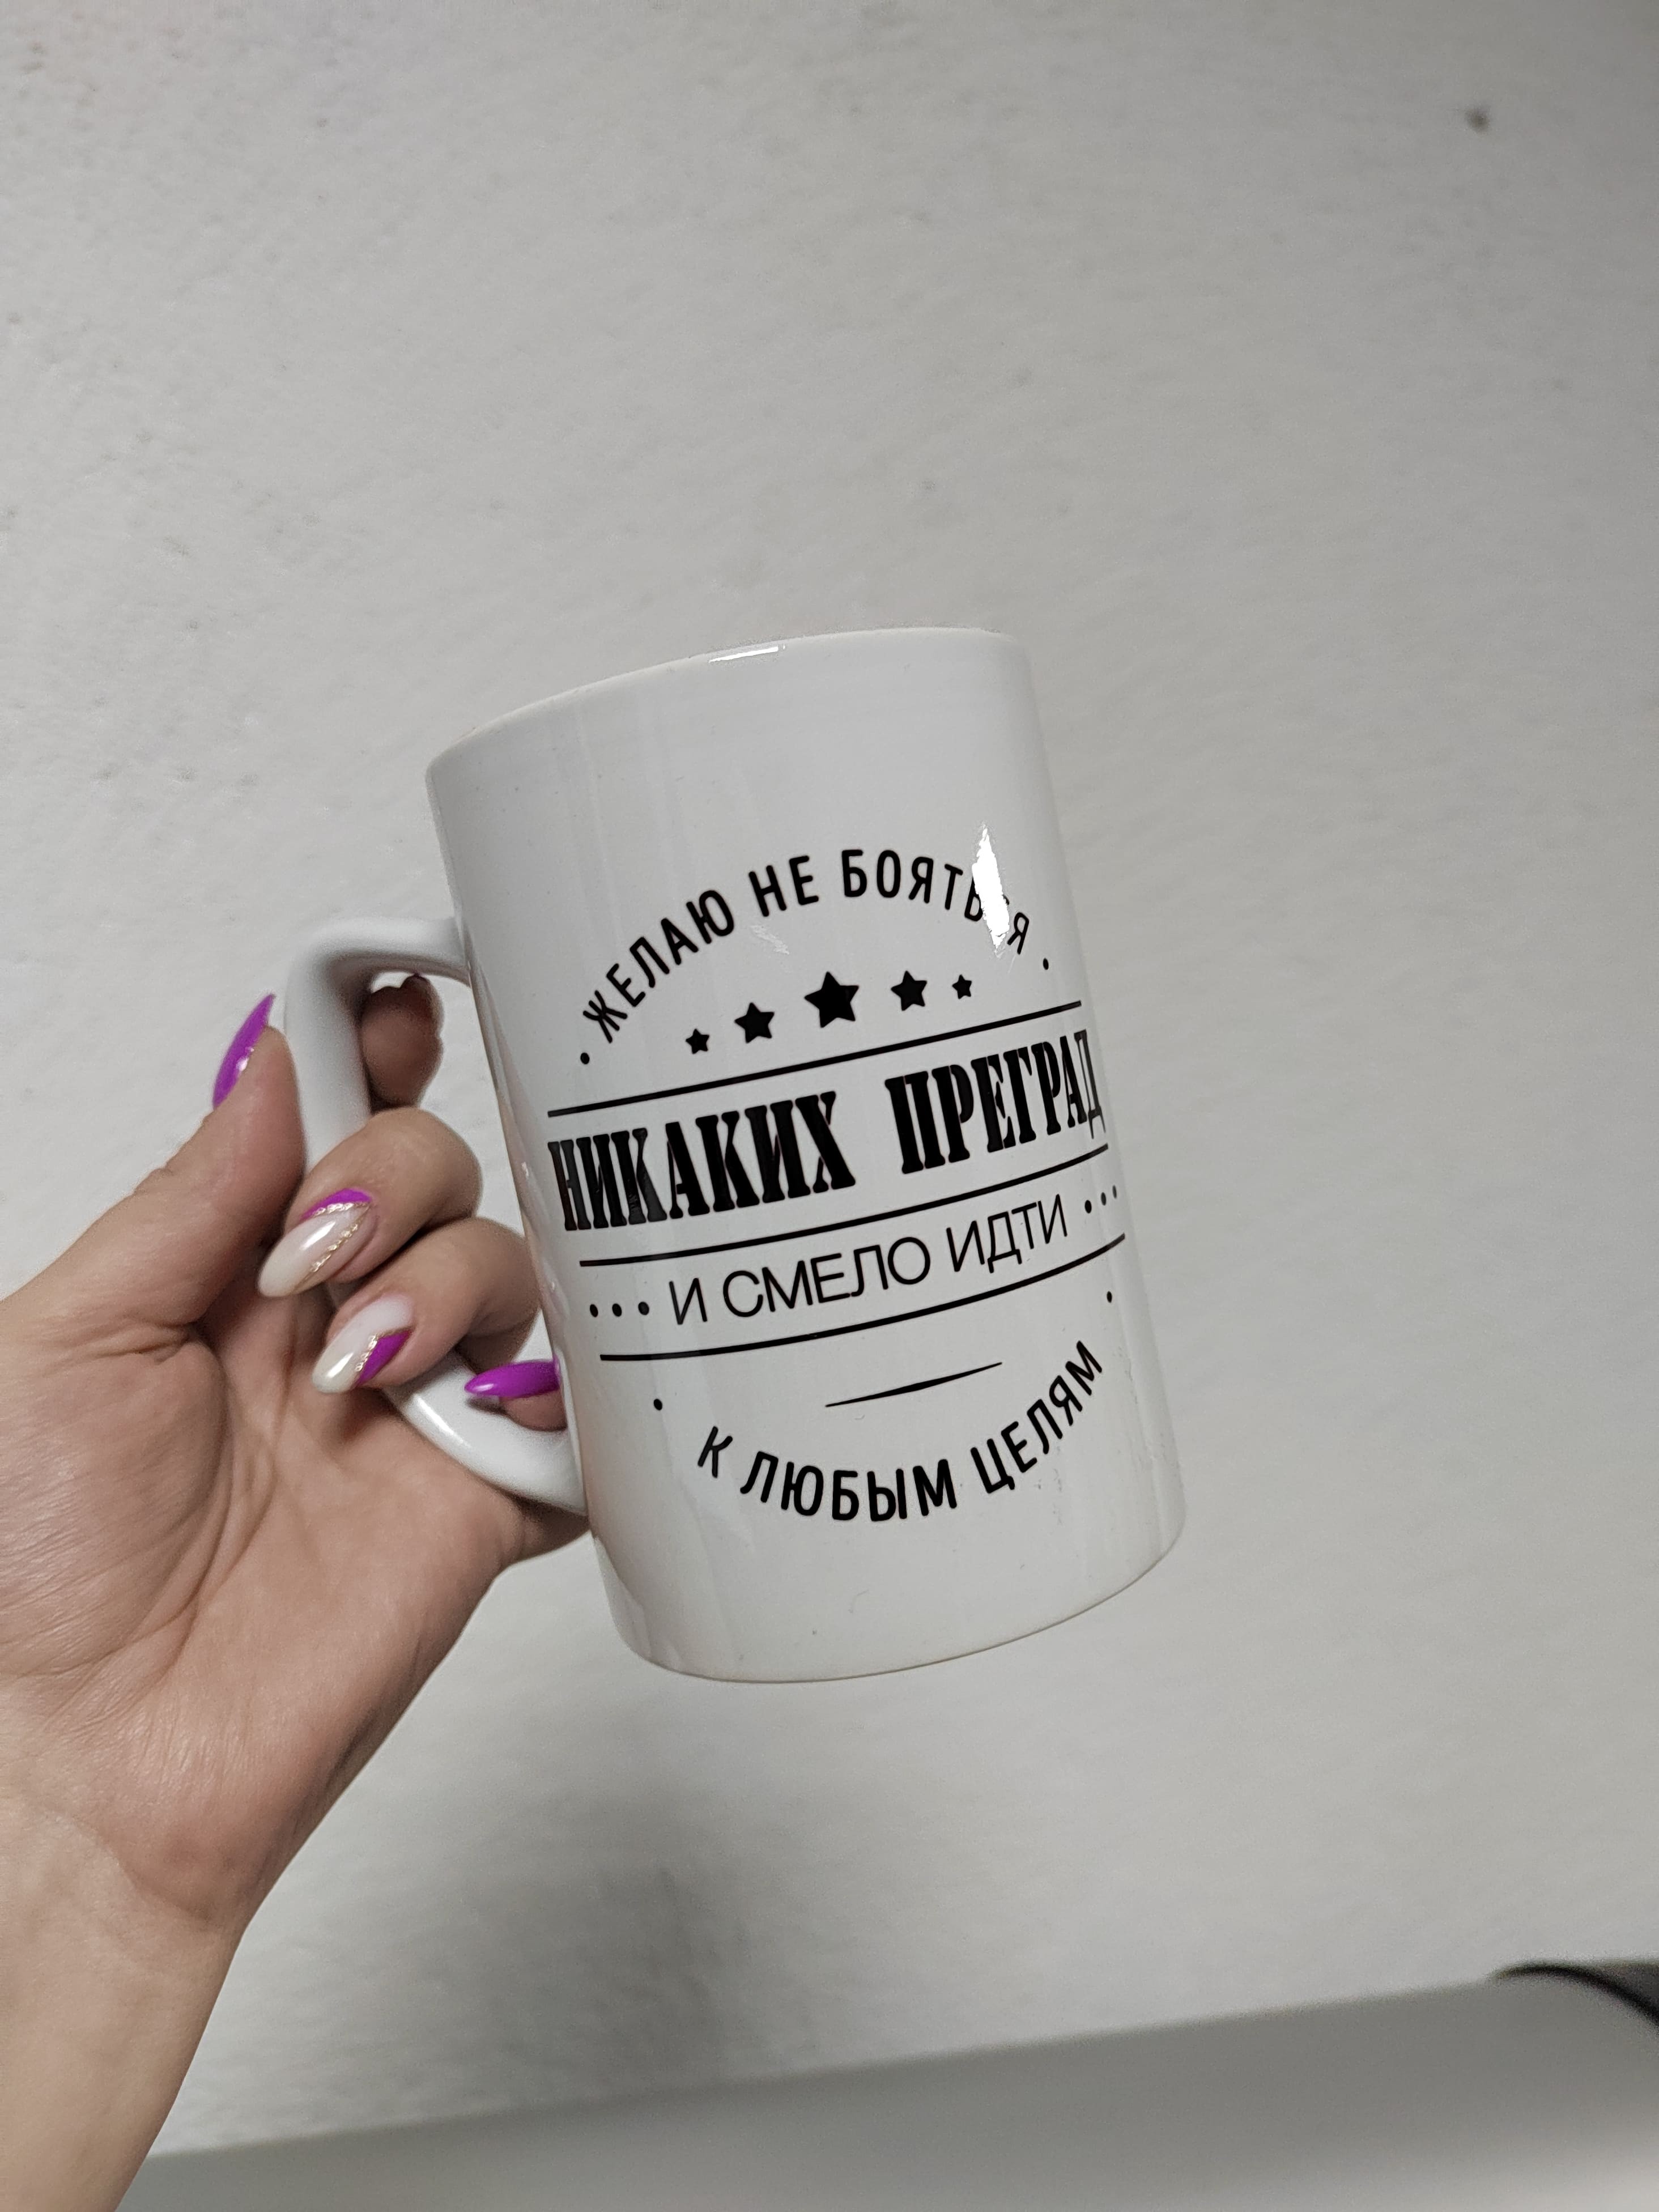 ЖЕЛАЮ НЕ БОЯТЬСЯ
НИКАКИХ ПРЕГРАД
... И СМЕЛО ИДТИ ...
К ЛЮБЫМ ЦЕЛЯМ